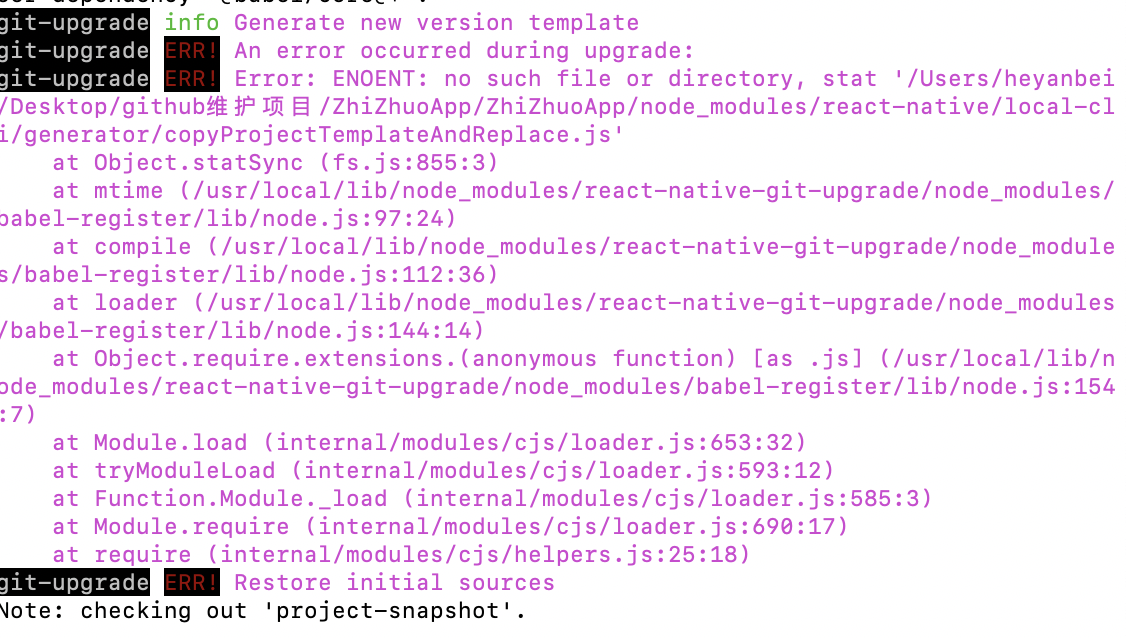 git-upgrade info Generate new version template
git-upgrade ERR! An error occurred during upgrade:
git-upgrade ERR! Error: ENOENT: no such file or directory, stat '/Users/heyanbei
/Desktop/github维护项目/ZhiZhuoApp/ZhiZhuoApp/node_modules/react-native/local-cl
i/generator/copyProjectTemplateAndReplace.js'
    at Object.statSync (fs.js:855:3)
    at mtime (/usr/local/lib/node_modules/react-native-git-upgrade/node_modules/
babel-register/lib/node.js:97:24)
    at compile (/usr/local/lib/node_modules/react-native-git-upgrade/node_module
s/babel-register/lib/node.js:112:36)
    at loader (/usr/local/lib/node_modules/react-native-git-upgrade/node_modules
/babel-register/lib/node.js:144:14)
    at Object.require.extensions.(anonymous function) [as .js] (/usr/local/lib/n
ode_modules/react-native-git-upgrade/node_modules/babel-register/lib/node.js:154
:7)
    at Module.load (internal/modules/cjs/loader.js:653:32)
    at tryModuleLoad (internal/modules/cjs/loader.js:593:12)
    at Function.Module._load (internal/modules/cjs/loader.js:585:3)
    at Module.require (internal/modules/cjs/loader.js:690:17)
    at require (internal/modules/cjs/helpers.js:25:18)
git-upgrade ERR! Restore initial sources
Note: checking out 'project-snapshot'.